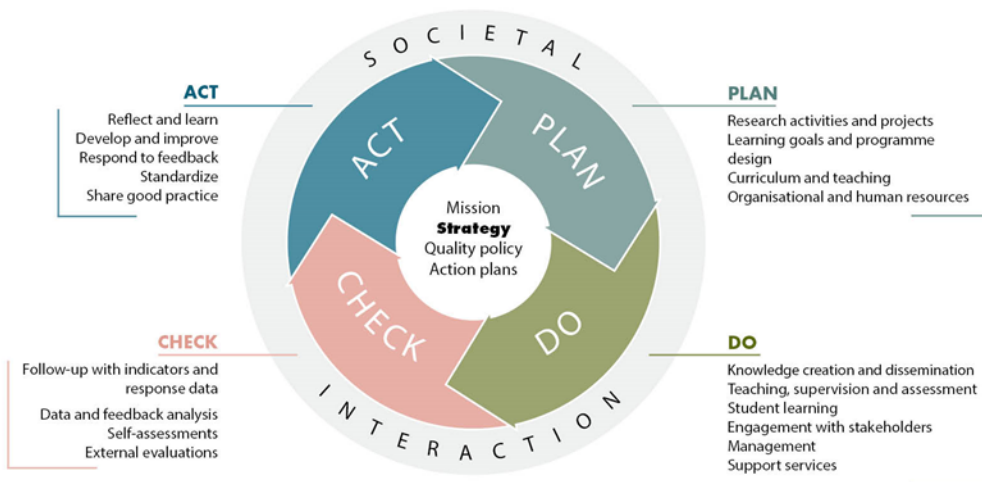 SOCIETAL
ACT
Reflect and learn
Develop and improve
Respond to feedback
Standardize
Share good practice
PLAN
Research activities and projects
Learning goals and programme
design
Curriculum and teaching
Organisational and human resources
ACT
PLAN
Mission
Strategy
Quality policy
Action plans
CHECK
DO
CHECK
Follow-up with indicators and
response data
Data and feedback analysis
Self-assessments
External evaluations
DO
Knowledge creation and dissemination
Teaching, supervision and assessment
Student learning
Engagement with stakeholders
Management
Support services
INTERACTION